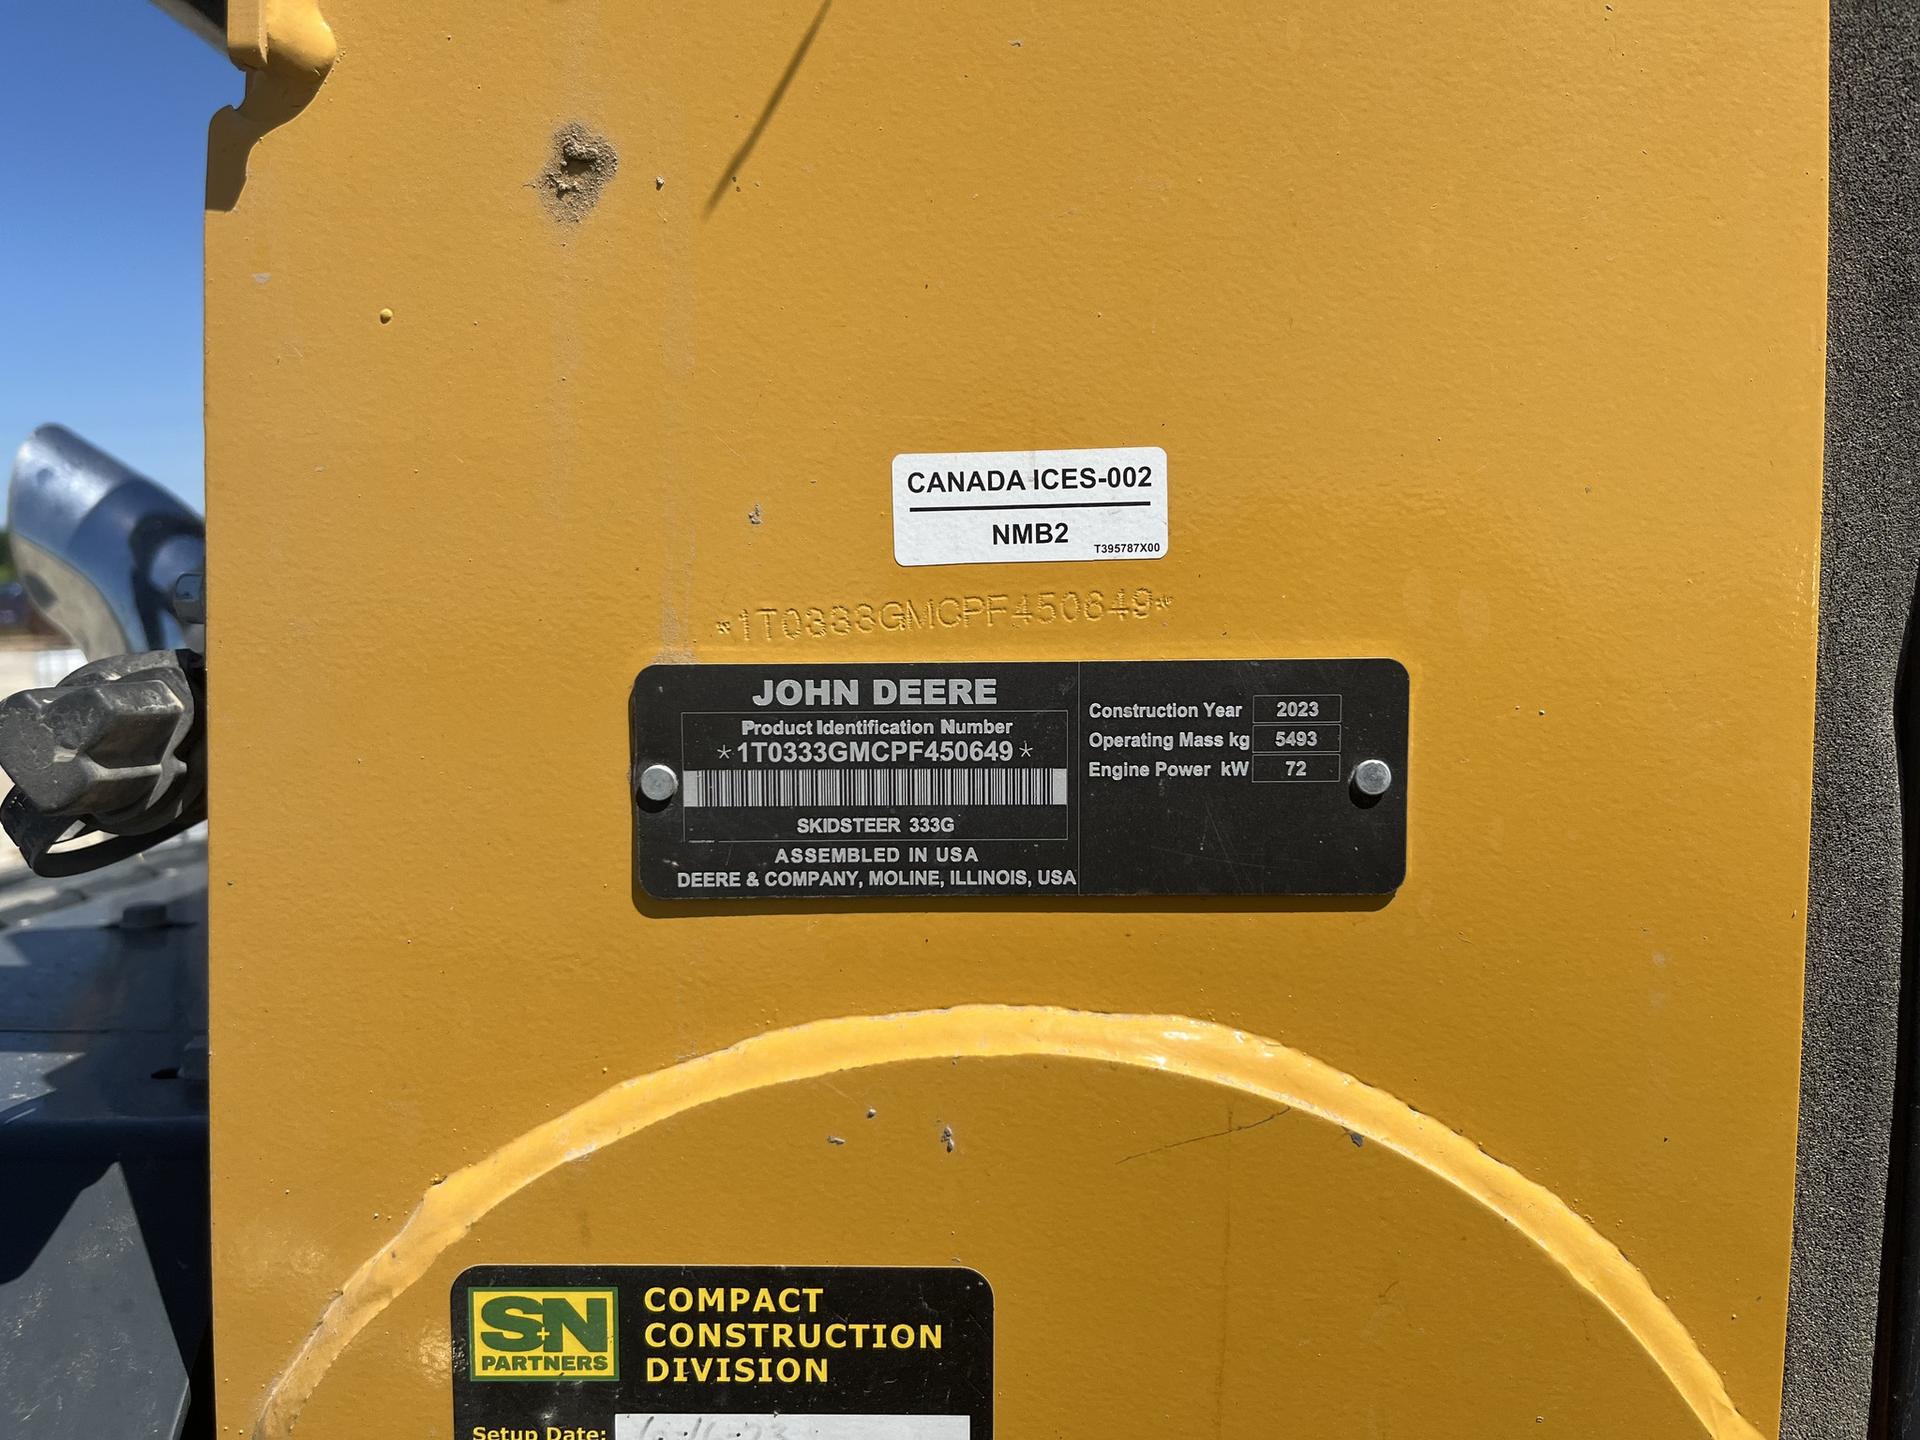 CANADA ICES-002
NMB2
T395787X00
*1T0333GMCPF450649*
JOHN DEERE
Product Identification Number
*1T0333GMCPF450649*
SKIDSTEER 333G
ASSEMBLED IN USA
DEERE & COMPANY, MOLINE, ILLINOIS, USA
Construction Year 2023
Operating Mass kg 5493
Engine Power kW 72
S+N
PARTNERS
COMPACT
CONSTRUCTION
DIVISION
Setup Date: